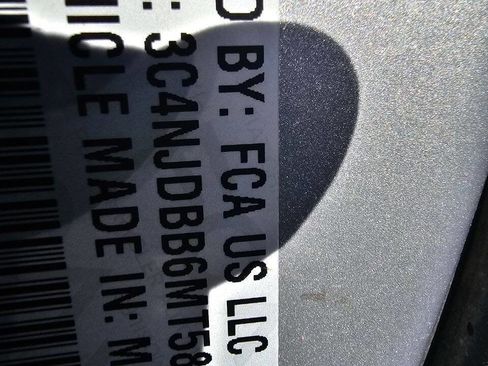 D BY: FCA US LLC
: 3C4NJDBB6MT58
HICLE MADE IN: M